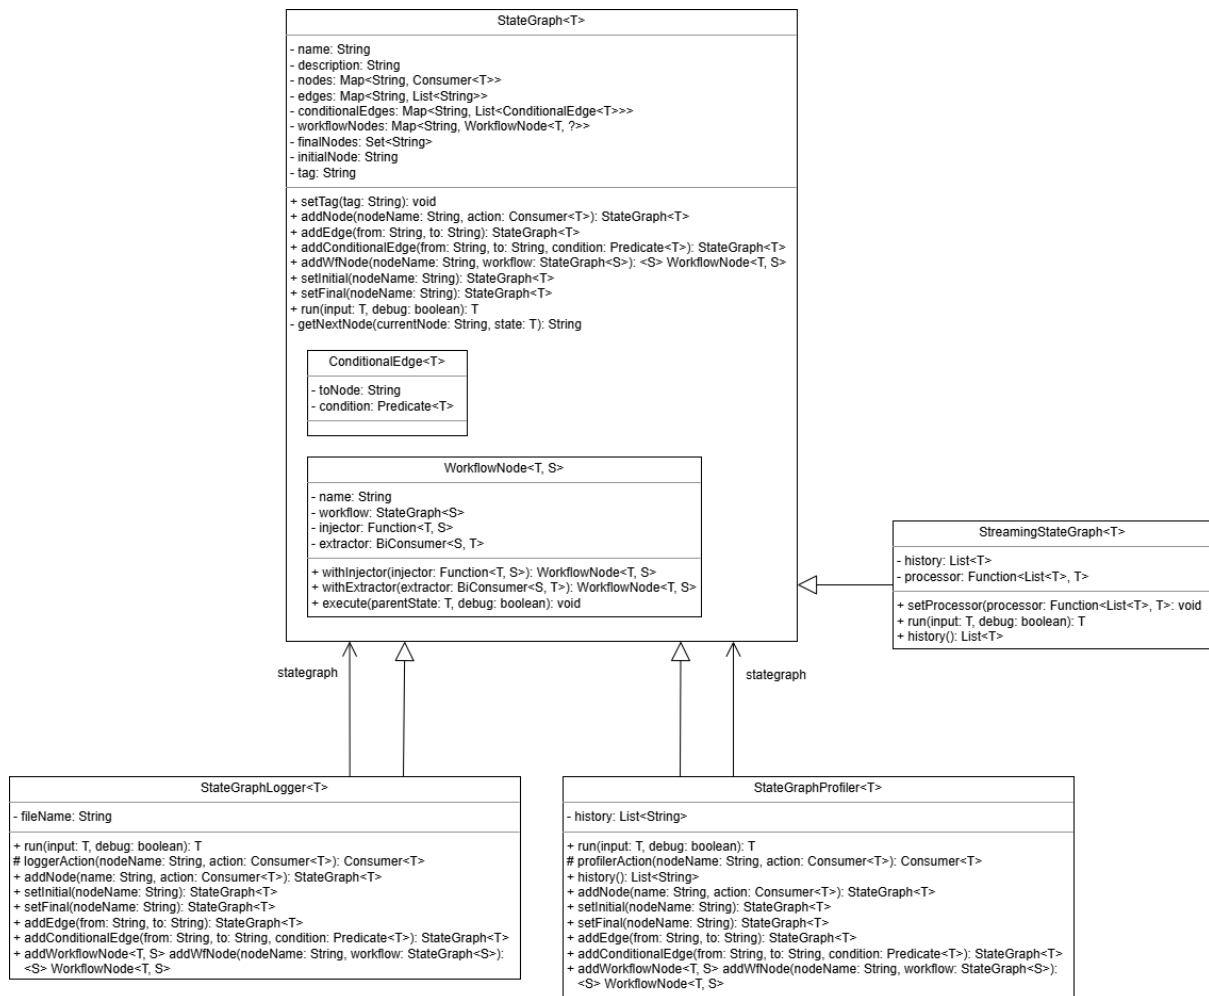 StateGraph<T>
- name: String
- description: String
- nodes: Map<String, Consumer<T>>
- edges: Map<String, List<String>>
- conditionalEdges: Map<String, List<ConditionalEdge<T>>>
- workflowNodes: Map<String, WorkflowNode<T, ?>>
- finalNodes: Set<String>
- initialNode: String
- tag: String
+ setTag(tag: String): void
+ addNode(nodeName: String, action: Consumer<T>): StateGraph<T>
+ addEdge(from: String, to: String): StateGraph<T>
+ addConditionalEdge(from: String, to: String, condition: Predicate<T>): StateGraph<T>
+ addWfNode(nodeName: String, workflow: StateGraph<S>): <S> WorkflowNode<T, S>
+ setInitial(nodeName: String): StateGraph<T>
+ setFinal(nodeName: String): StateGraph<T>
+ run(input: T, debug: boolean): T
- getNextNode(currentNode: String, state: T): String
ConditionalEdge<T>
- toNode: String
- condition: Predicate<T>
WorkflowNode<T, S>
- name: String
- workflow: StateGraph<S>
- injector: Function<T, S>
- extractor: BiConsumer<S, T>
+ withInjector(injector: Function<T, S>): WorkflowNode<T, S>
+ withExtractor(extractor: BiConsumer<S, T>): WorkflowNode<T, S>
+ execute(parentState: T, debug: boolean): void
StreamingStateGraph<T>
- history: List<T>
- processor: Function<List<T>, T>
+ setProcessor(processor: Function<List<T>, T>: void
+ run(input: T, debug: boolean): T
+ history(): List<T>
stategraph
stategraph
StateGraphLogger<T>
- fileName: String
+ run(input: T, debug: boolean): T
# loggerAction(nodeName: String, action: Consumer<T>): Consumer<T>
+ addNode(name: String, action: Consumer<T>): StateGraph<T>
+ setInitial(nodeName: String): StateGraph<T>
+ setFinal(nodeName: String): StateGraph<T>
+ addEdge(from: String, to: String): StateGraph<T>
+ addConditionalEdge(from: String, to: String, condition: Predicate<T>): StateGraph<T>
+ addWorkflowNode<T, S> addWfNode(nodeName: String, workflow: StateGraph<S>):
<S> WorkflowNode<T, S>
StateGraphProfiler<T>
- history: List<String>
+ run(input: T, debug: boolean): T
# profilerAction(nodeName: String, action: Consumer<T>): Consumer<T>
+ history(): List<String>
+ addNode(name: String, action: Consumer<T>): StateGraph<T>
+ setInitial(nodeName: String): StateGraph<T>
+ setFinal(nodeName: String): StateGraph<T>
+ addEdge(from: String, to: String): StateGraph<T>
+ addConditionalEdge(from: String, to: String, condition: Predicate<T>): StateGraph<T>
+ addWorkflowNode<T, S> addWfNode(nodeName: String, workflow: StateGraph<S>):
<S> WorkflowNode<T, S>